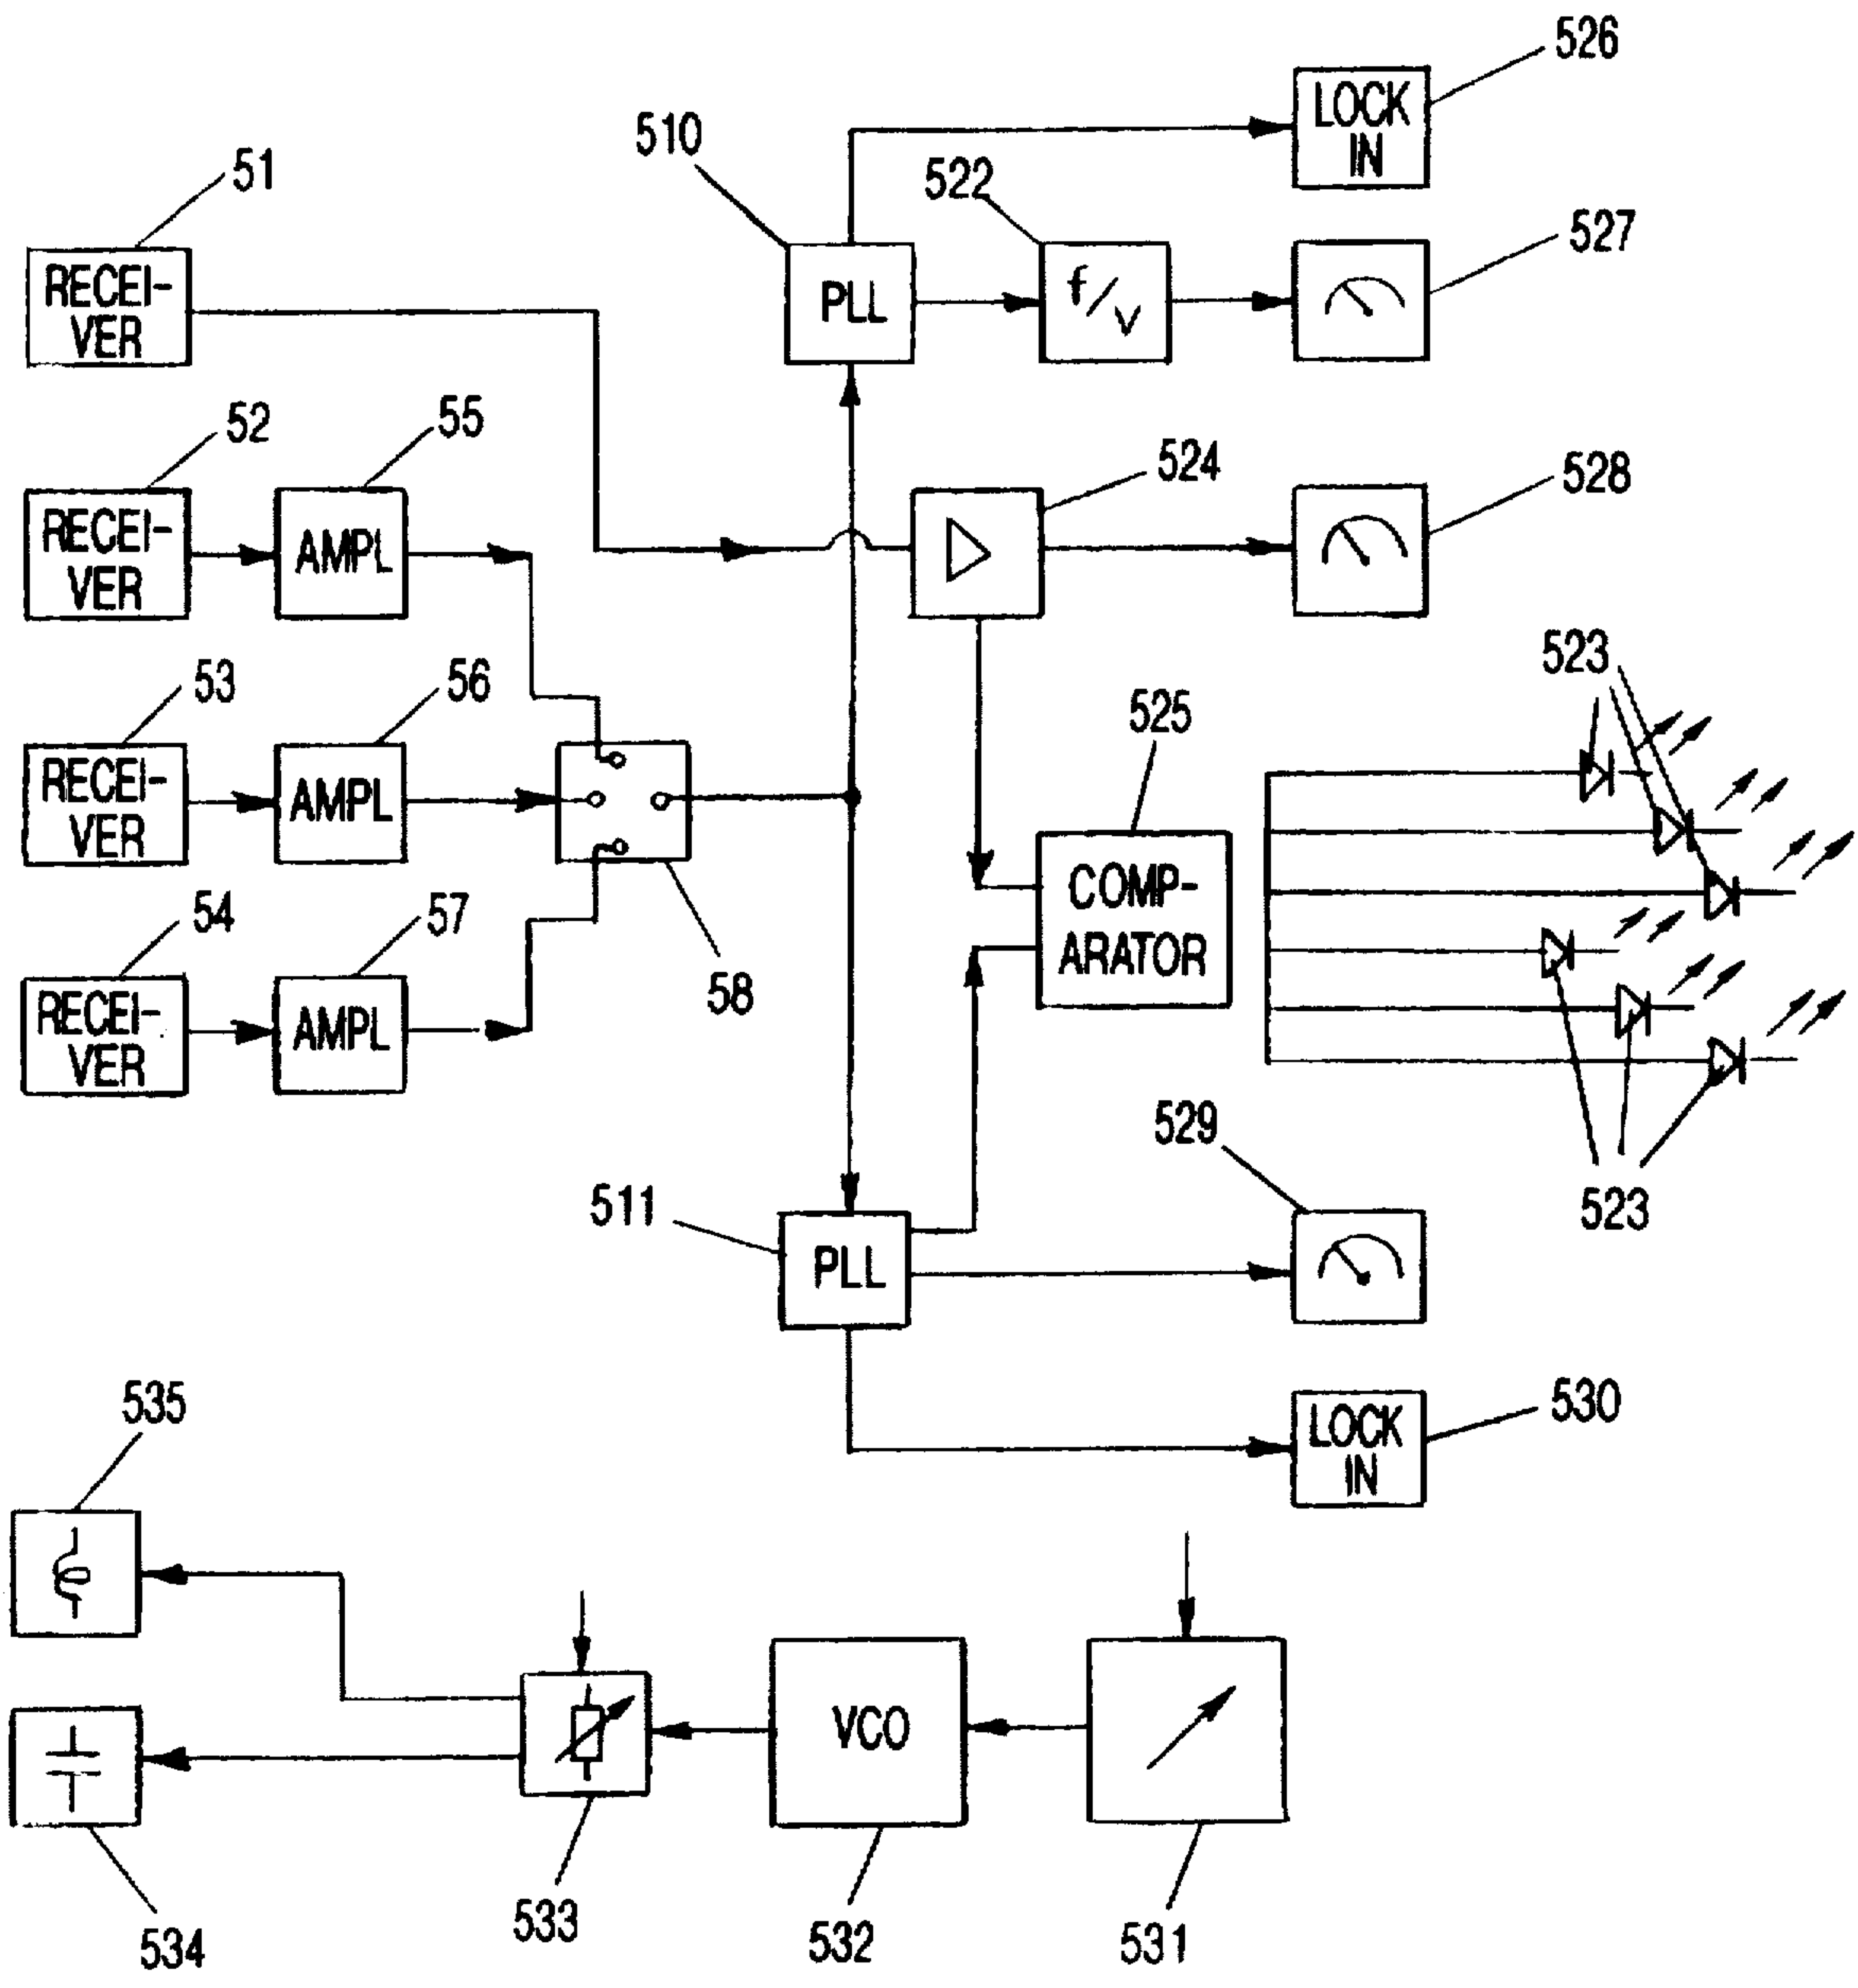 526
LOCK
IN
510
522
51
527
RECEI-
VER
PLL
f/v
52
55
524
528
RECEI-
VER
AMPL
523
53
56
525
RECEI-
VER
AMPL
COMP-
ARATOR
54
57
58
RECEI-
VER
AMPL
529
523
511
PLL
535
530
LOCK
IN
VCO
533
534
532
531